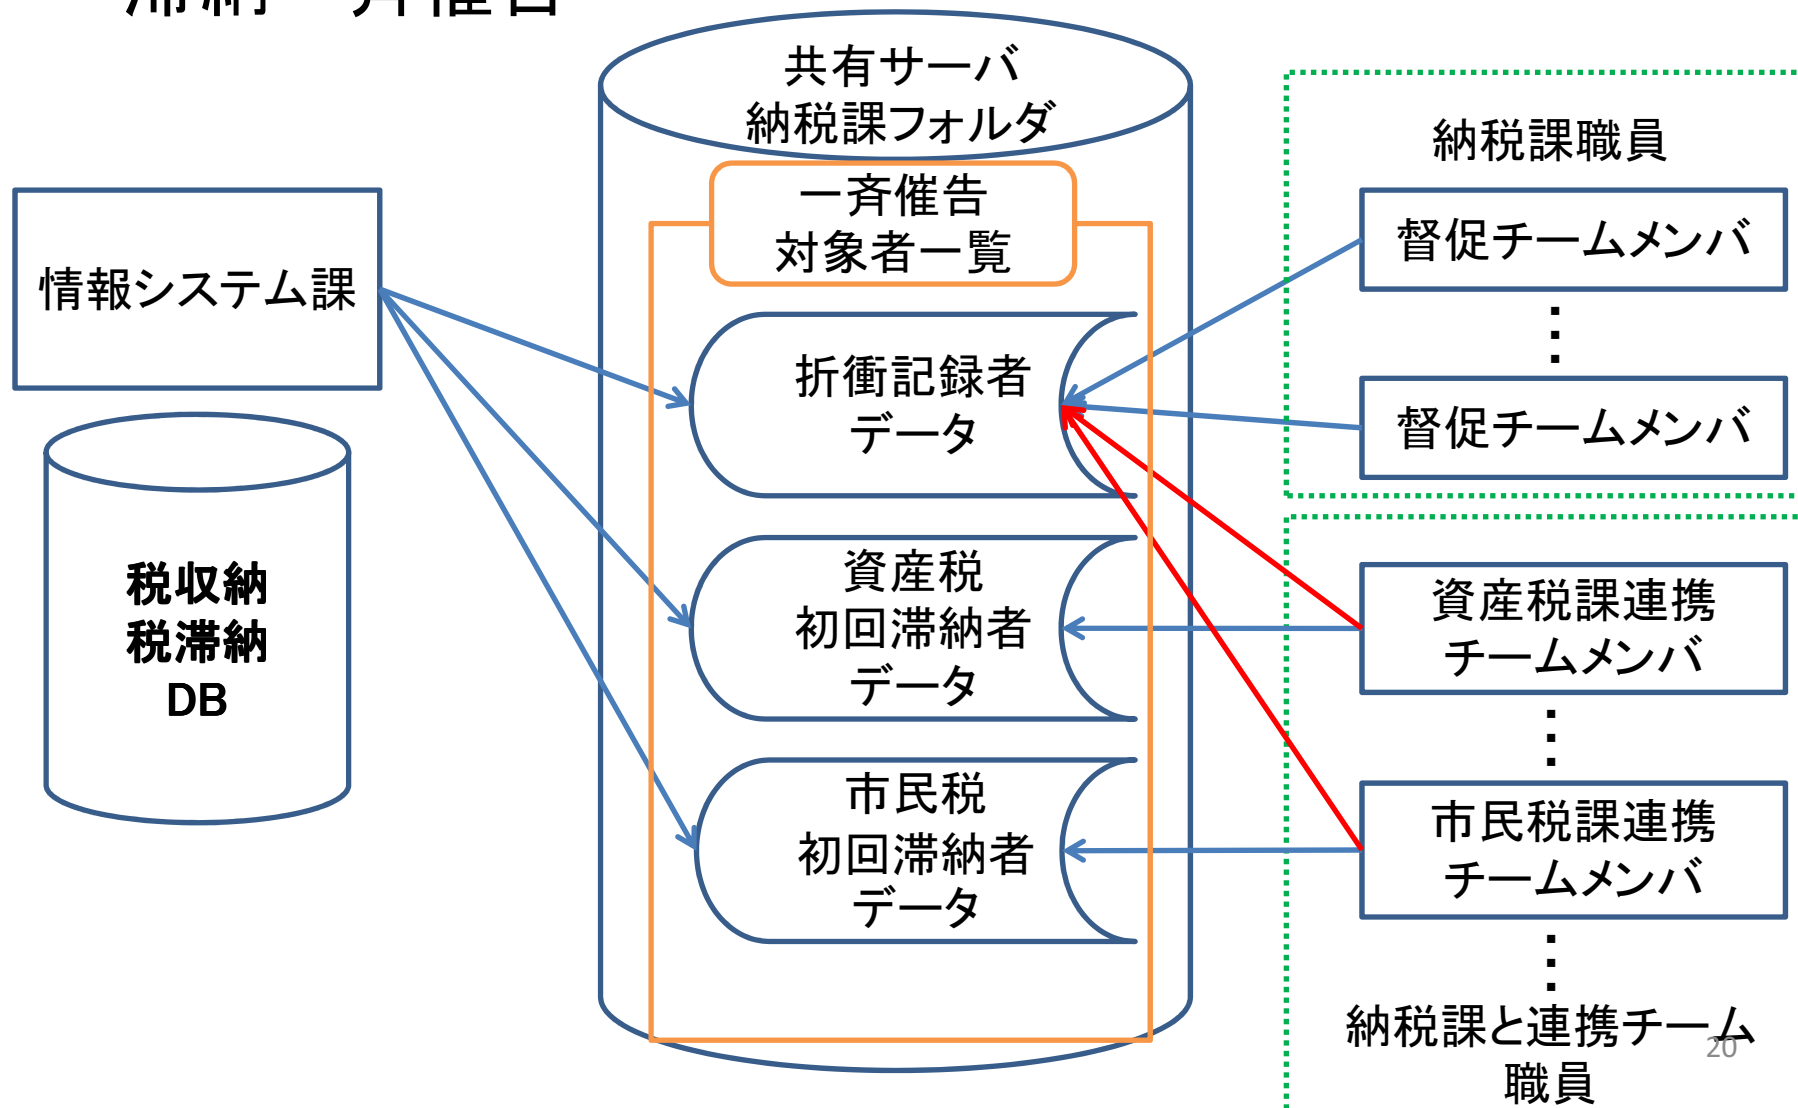 滞納一斉催告
共有サーバ
納税課フォルダ
一斉催告
対象者一覧
情報システム課
税収納
税滞納
DB
折衝記録者
データ
資産税
初回滞納者
データ
市民税
初回滞納者
データ
納税課職員
督促チームメンバ
督促チームメンバ
資産税課連携
チームメンバ
市民税課連携
チームメンバ
納税課と連携チーム
職員
20